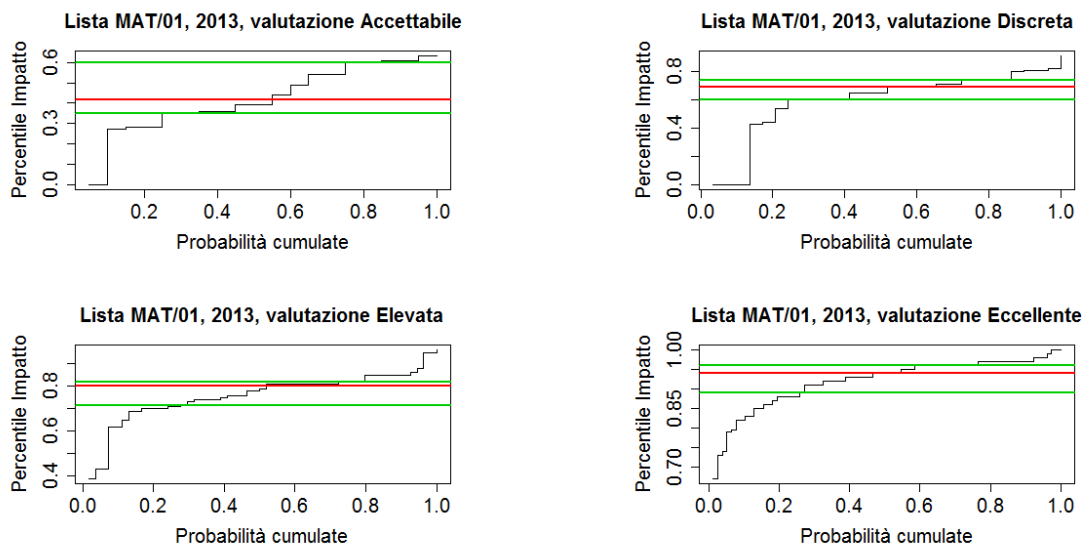 Lista MAT/01, 2013, valutazione Accettabile
Percentile Impatto
0.0 0.3 0.6
0.2 0.4 0.6 0.8 1.0
Probabilità cumulate
Lista MAT/01, 2013, valutazione Discreta
Percentile Impatto
0.0 0.4 0.8
0.0 0.2 0.4 0.6 0.8 1.0
Probabilità cumulate
Lista MAT/01, 2013, valutazione Elevata
Percentile Impatto
0.4 0.6 0.8
0.0 0.2 0.4 0.6 0.8 1.0
Probabilità cumulate
Lista MAT/01, 2013, valutazione Eccellente
Percentile Impatto
0.70 0.85 1.00
0.0 0.2 0.4 0.6 0.8 1.0
Probabilità cumulate